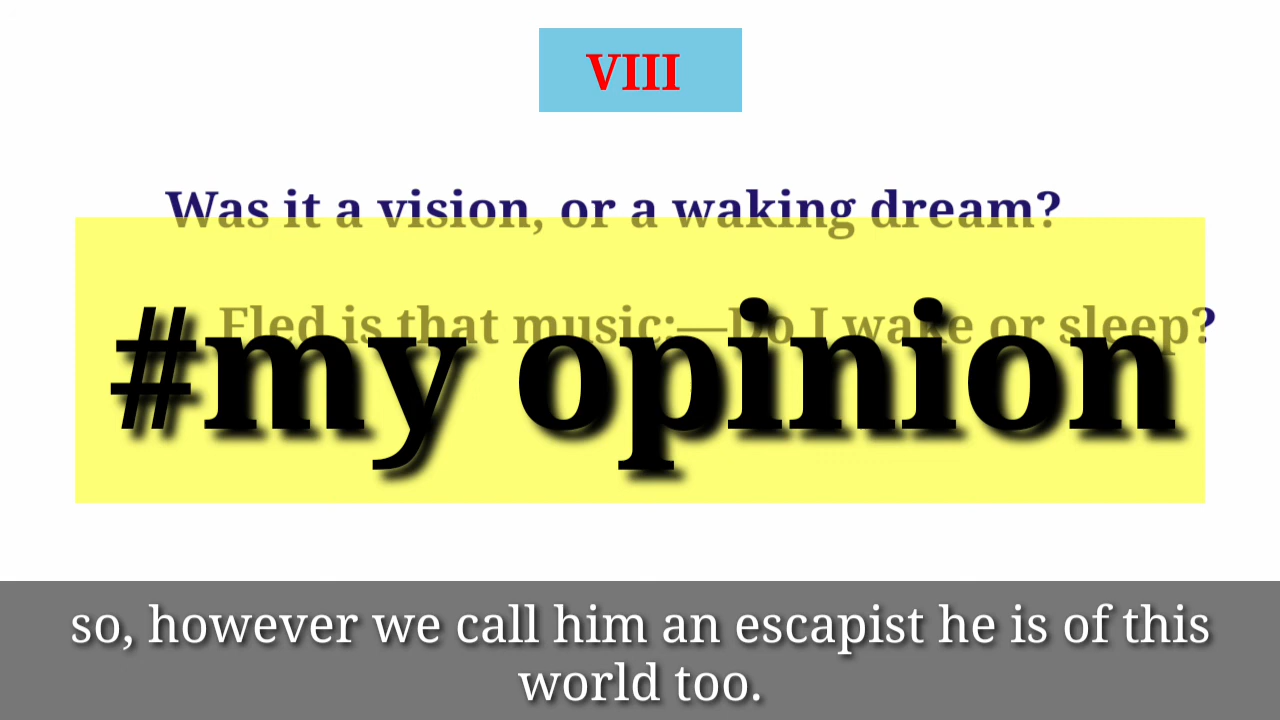 VIII
Was it a vision, or a waking dream?
Fled is that music:—Do I wake or sleep?
#my opinion
so, however we call him an escapist he is of this
world too.